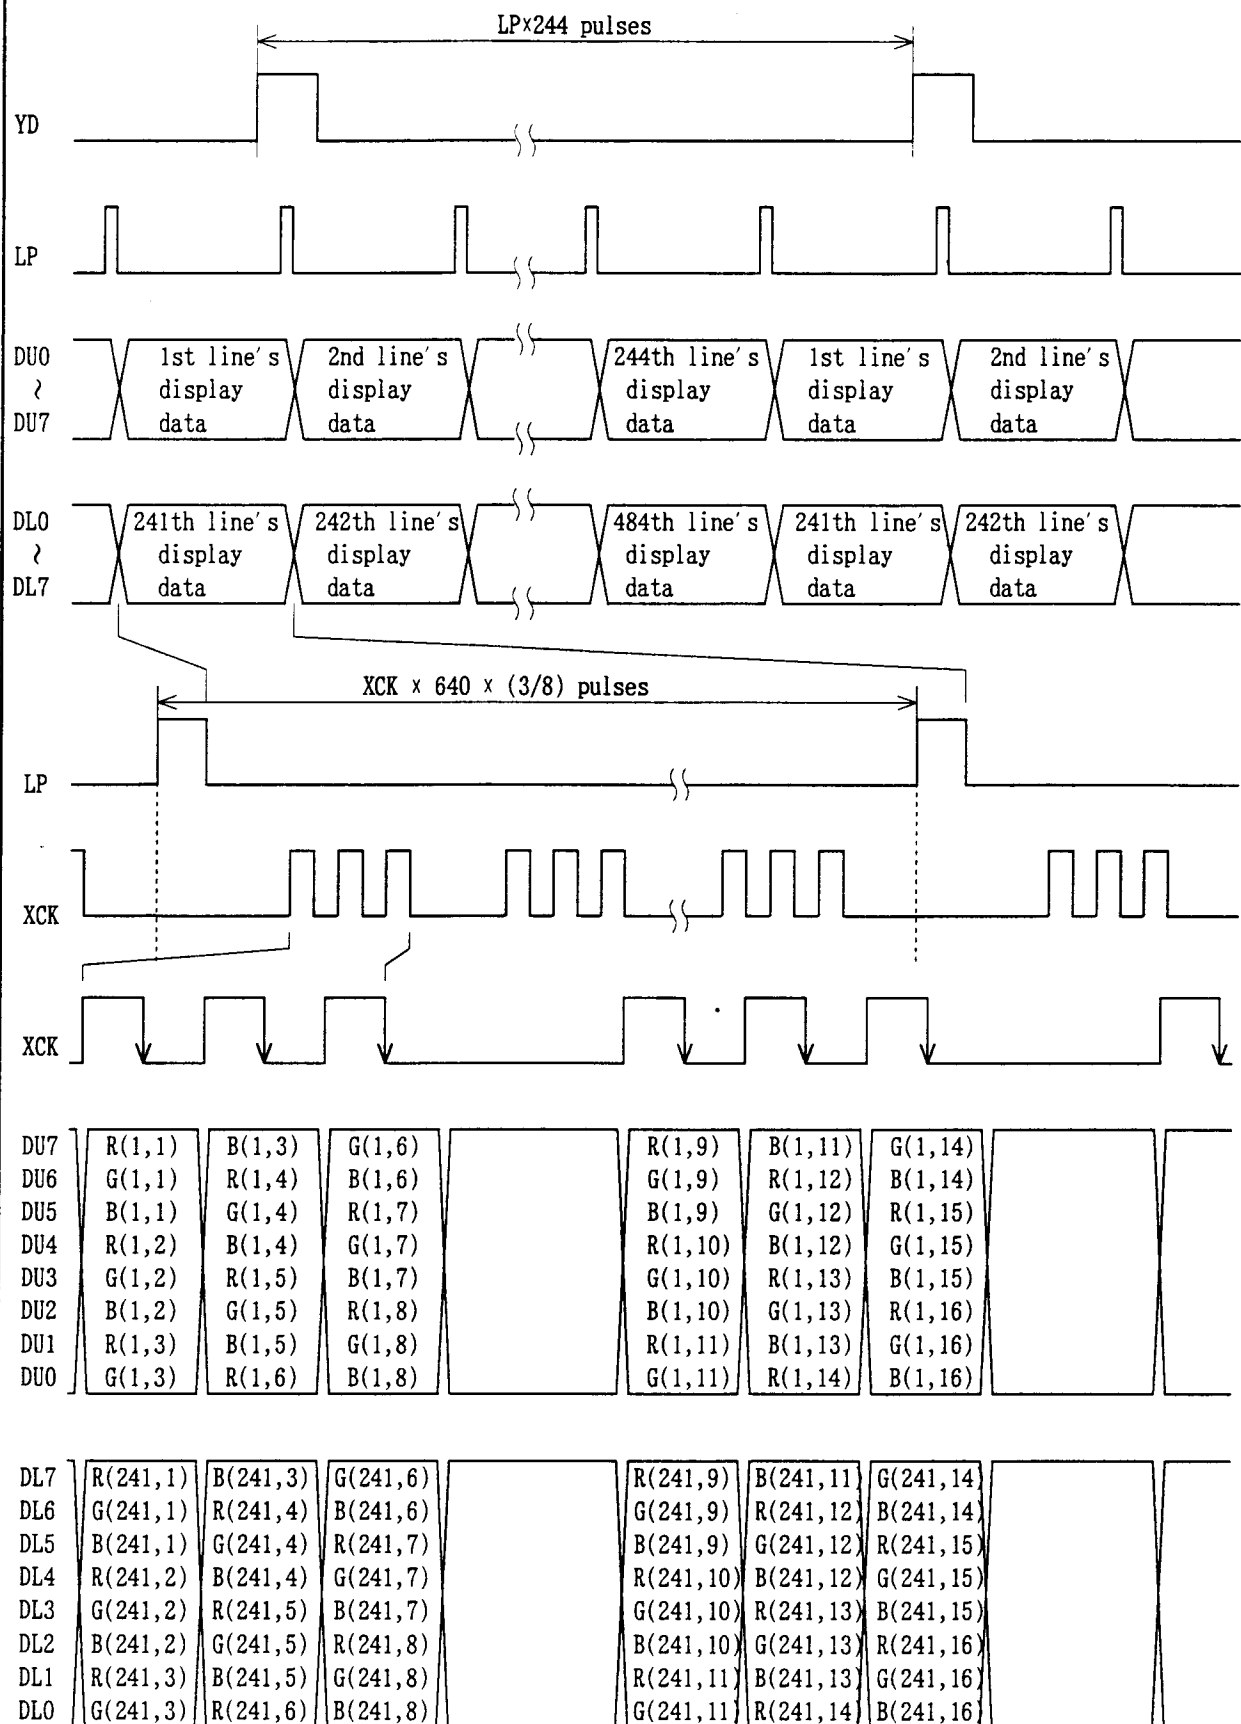 LP×244 pulses
YD
LP
DU0 1st line's 2nd line's 244th line's 1st line's 2nd line's
~ display display display display display
DU7 data data data data data
DL0 241th line's 242th line's 484th line's 241th line's 242th line's
~ display display display display display
DL7 data data data data data
XCK × 640 × (3/8) pulses
LP
XCK
XCK
DU7 R(1,1) B(1,3) G(1,6) R(1,9) B(1,11) G(1,14)
DU6 G(1,1) R(1,4) B(1,6) G(1,9) R(1,12) B(1,14)
DU5 B(1,1) G(1,4) R(1,7) B(1,9) G(1,12) R(1,15)
DU4 R(1,2) B(1,4) G(1,7) R(1,10) B(1,12) G(1,15)
DU3 G(1,2) R(1,5) B(1,7) G(1,10) R(1,13) B(1,15)
DU2 B(1,2) G(1,5) R(1,8) B(1,10) G(1,13) R(1,16)
DU1 R(1,3) B(1,5) G(1,8) R(1,11) B(1,13) G(1,16)
DU0 G(1,3) R(1,6) B(1,8) G(1,11) R(1,14) B(1,16)
DL7 R(241,1) B(241,3) G(241,6) R(241,9) B(241,11) G(241,14)
DL6 G(241,1) R(241,4) B(241,6) G(241,9) R(241,12) B(241,14)
DL5 B(241,1) G(241,4) R(241,7) B(241,9) G(241,12) R(241,15)
DL4 R(241,2) B(241,4) G(241,7) R(241,10) B(241,12) G(241,15)
DL3 G(241,2) R(241,5) B(241,7) G(241,10) R(241,13) B(241,15)
DL2 B(241,2) G(241,5) R(241,8) B(241,10) G(241,13) R(241,16)
DL1 R(241,3) B(241,5) G(241,8) R(241,11) B(241,13) G(241,16)
DL0 G(241,3) R(241,6) B(241,8) G(241,11) R(241,14) B(241,16)